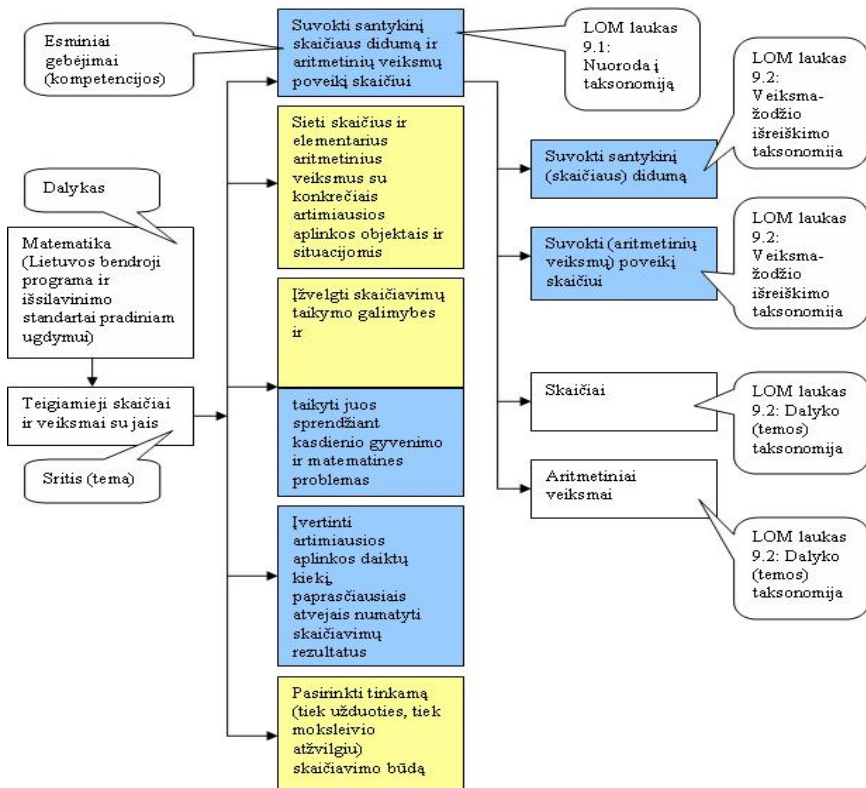 Esminiai
gebėjimai
(kompetencijos)
Suvokti santykinį
skaičiaus didumą ir
aritmetinių veiksmų
poveikį skaičiui
LOM laukas
9.1:
Nuoroda į
taksonomiją
LOM laukas
9.2:
Veiksma-
žodžio
išreiškimo
taksonomija
Sieti skaičius ir
elementarius
aritmetinius
veiksmus su
konkrečiais
artimiausios
aplinkos objektais ir
situacijomis
Suvokti santykinį
(skaičiaus) didumą
Dalykas
Matematika
(Lietuvos bendroji
programa ir
išsilavinimo
standartai pradiniam
ugdymui)
Suvokti (aritmetinių
veiksmų) poveikį
skaičiui
LOM laukas
9.2:
Veiksma-
žodžio
išreiškimo
taksonomija
Įžvelgti skaičiavimų
taikymo galimybes
ir
Teigiamieji skaičiai
ir veiksmai su jais
Sritis (tema)
taikyti juos
sprendžiant
kasdienio gyvenimo
ir matematines
problemas
Skaičiai
LOM laukas
9.2: Dalyko
(temos)
taksonomija
Aritmetiniai
veiksmai
LOM laukas
9.2: Dalyko
(temos)
taksonomija
Įvertinti
artimiausios
aplinkos daiktų
kiekį,
paprasčiausiais
atvejais numatyti
skaičiavimų
rezultatus
Pasirinkti tinkamą
(tiek užduoties, tiek
moksleivio
atžvilgiu)
skaičiavimo būdą